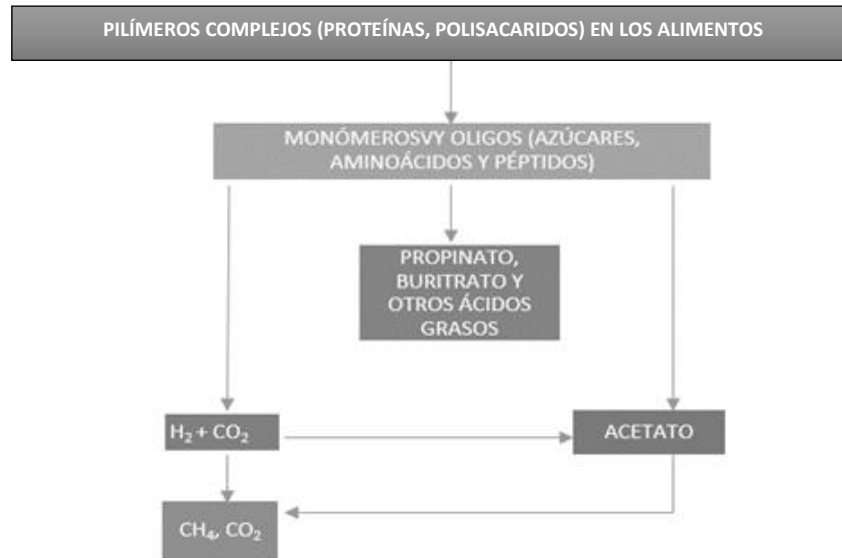 PILÍMEROS COMPLEJOS (PROTEÍNAS, POLISACARIDOS) EN LOS ALIMENTOS
MONÓMEROSVY OLIGOS (AZÚCARES,
AMINOÁCIDOS Y PÉPTIDOS)
PROPINATO,
BURITRATO Y
OTROS ÁCIDOS
GRASOS
H₂ + CO₂
ACETATO
CH₄, CO₂